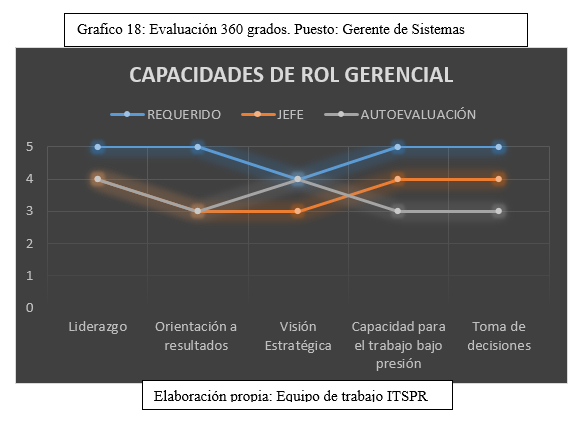 Grafico 18: Evaluación 360 grados. Puesto: Gerente de Sistemas
CAPACIDADES DE ROL GERENCIAL
REQUERIDO JEFE AUTOEVALUACIÓN
5
4
3
2
1
0
Liderazgo
Orientación a
resultados
Visión
Estratégica
Capacidad para
el trabajo bajo
presión
Toma de
decisiones
Elaboración propia: Equipo de trabajo ITSPR